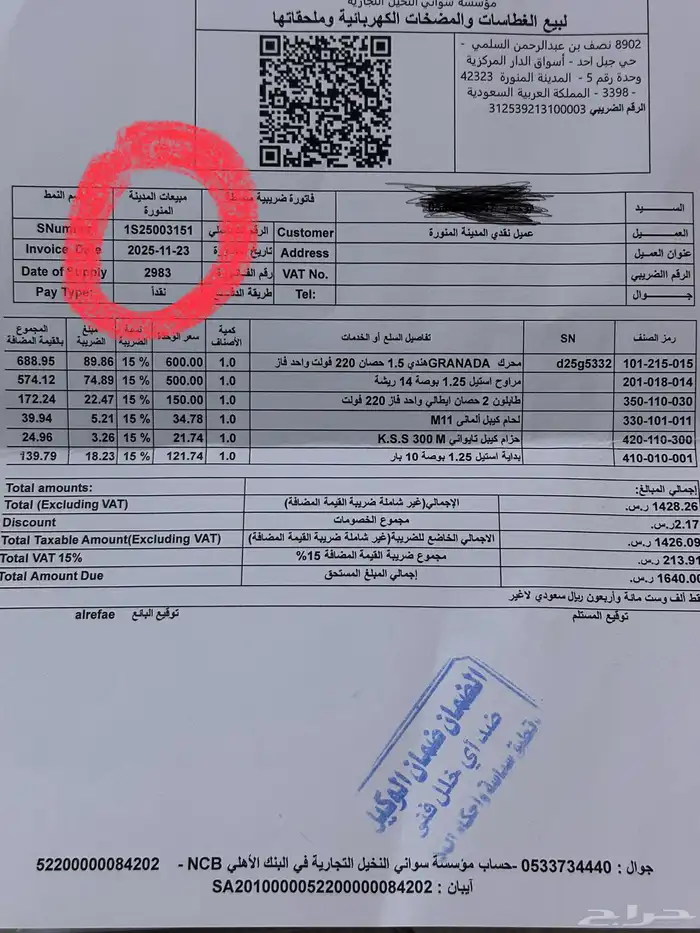 مؤسسة سواني النخيل التجارية
لبيع الغطاسات والمضخات الكهربائية وملحقاتها
8902 نصف بن عبدالرحمن السلمي -
حي جبل احد - أسواق الدار المركزية
وحدة رقم 5 - المدينة المنورة 42323
- 3398 - المملكة العربية السعودية
الرقم الضريبي 312539213100003
السيد
فاتورة ضريبية
مبيعات المدينة المنورة
النمط
العميل
عميل نقدي المدينة المنورة
Customer
1S25003151
عنوان العميل
Address
تاريخ
2025-11-23
Invoice Date
الرقم الضريبي
VAT No.
2983
Date of Supply
جوال
Tel:
طريقة الدفع
نقداً
Pay Type:
رمز الصنف SN تفاصيل السلع أو الخدمات كمية الأصناف سعر الوحدة نسبة الضريبة مبلغ الضريبة المجموع بالقيمة المضافة
101-215-015 d25g5332 محرك GRANADA هندي 1.5 حصان 220 فولت واحد فاز 1.0 600.00 15 % 89.86 688.95
201-018-014 مراوح استيل 1.25 بوصة 14 ريشة 1.0 500.00 15 % 74.89 574.12
350-110-030 طابلون 2 حصان ايطالي واحد فاز 220 فولت 1.0 150.00 15 % 22.47 172.24
330-101-011 لحام كيبل ألمانى M11 1.0 34.78 15 % 5.21 39.94
420-110-300 حزام كيبل تايواني K.S.S 300 M 1.0 21.74 15 % 3.26 24.96
410-010-001 بداية استيل 1.25 بوصة 10 بار 1.0 121.74 15 % 18.23 139.79
إجمالي المبالغ: Total amounts:
1428.26 ر.س. الإجمالي(غير شاملة ضريبة القيمة المضافة) Total (Excluding VAT)
2.17 ر.س. مجموع الخصومات Discount
1426.09 ر.س. الاجمالي الخاضع للضريبة(غير شاملة ضريبة القيمة المضافة) Total Taxable Amount(Excluding VAT)
213.91 ر.س. مجموع ضريبة القيمة المضافة 15% Total VAT 15%
1640.00 ر.س. إجمالي المبلغ المستحق Total Amount Due
فقط ألف وست مائة وأربعون ريال سعودي لاغير
توقيع المستلم توقيع البائع alrefae
الضمان ضمان الوكيل
ضد أي خلل فني
جوال : 0533734440 -حساب مؤسسة سواني النخيل التجارية في البنك الأهلي NCB - 52200000084202
آيبان : SA2010000052200000084202
حراج